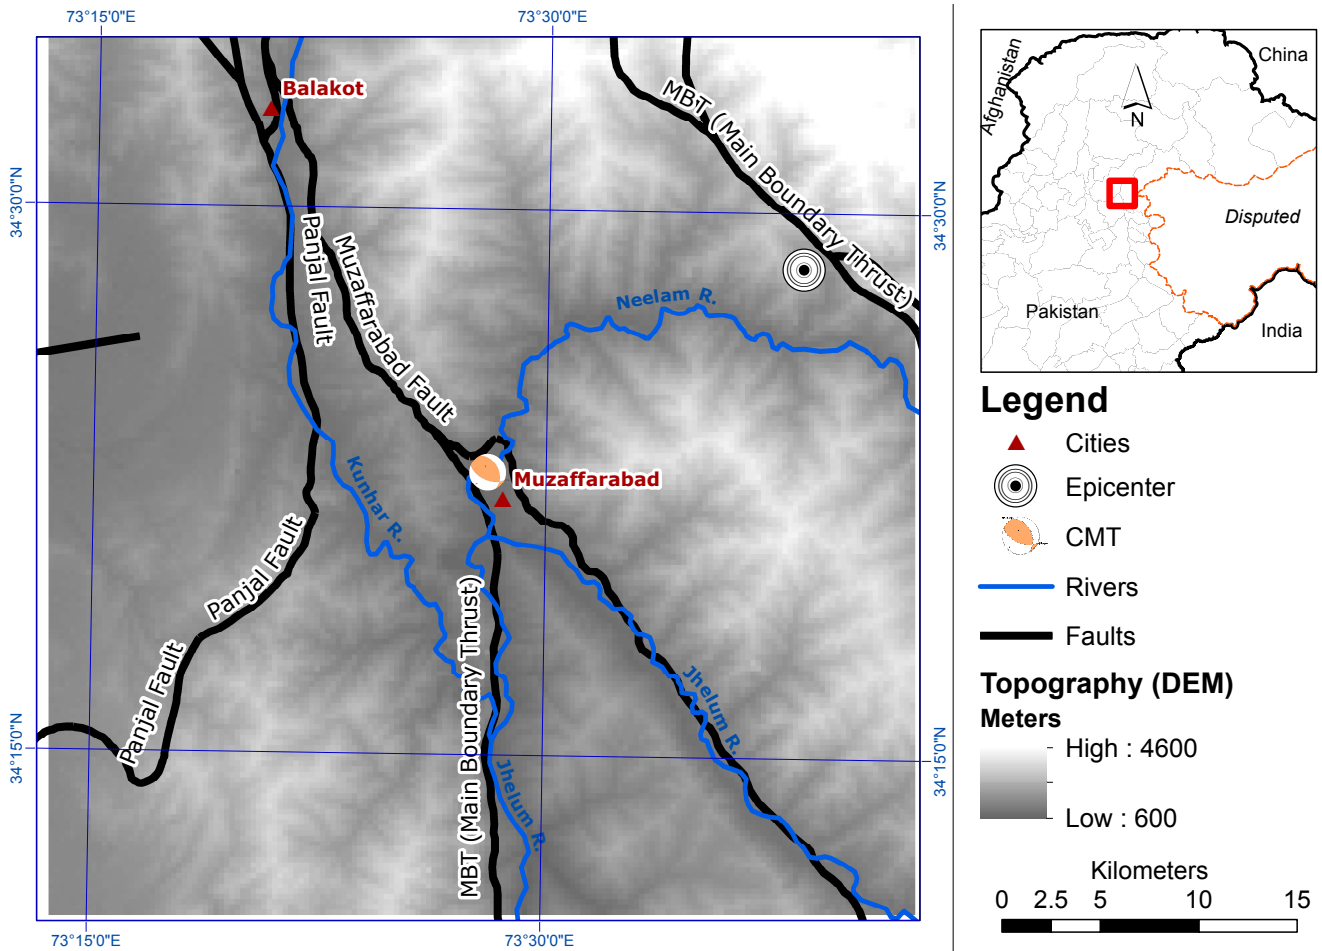 73°15'0"E
73°30'0"E
Balakot
MBT (Main Boundary Thrust)
34°30'0"N
34°30'0"N
Panjal Fault
Muzaffarabad Fault
Neelam R.
Kunhar R.
Muzaffarabad
Panjal Fault
Panjal Fault
MBT (Main Boundary Thrust)
Jhelum R.
Jhelum R.
34°15'0"N
34°15'0"N
73°15'0"E
73°30'0"E
Afghanistan
China
N
Disputed
Pakistan
India
Legend
Cities
Epicenter
CMT
Rivers
Faults
Topography (DEM)
Meters
High : 4600
Low : 600
Kilometers
0 2.5 5 10 15